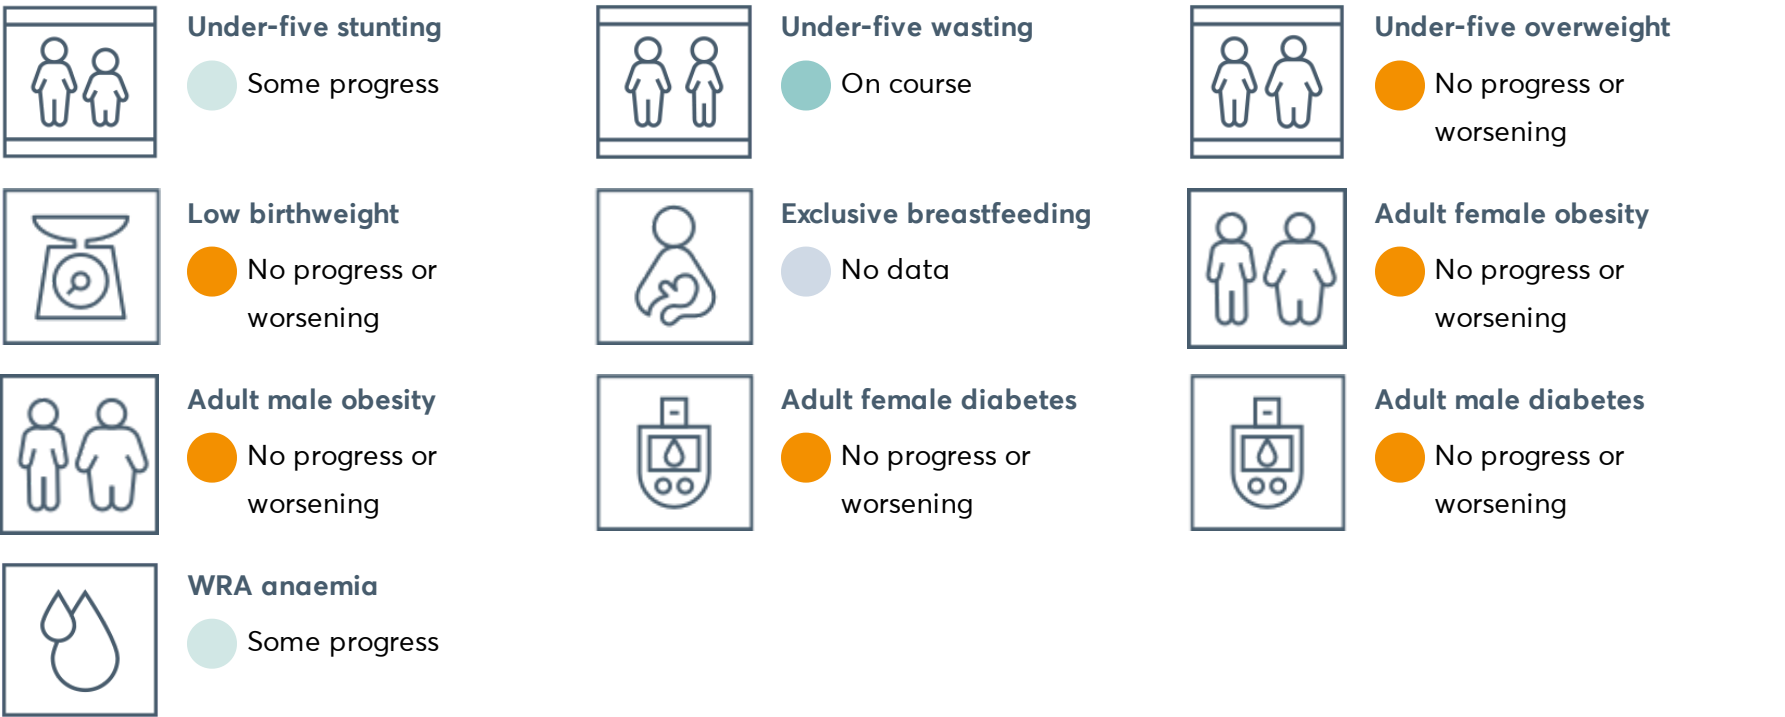 Under-five stunting
Some progress
Under-five wasting
On course
Under-five overweight
No progress or
worsening
Low birthweight
No progress or
worsening
Exclusive breastfeeding
No data
Adult female obesity
No progress or
worsening
Adult male obesity
No progress or
worsening
Adult female diabetes
No progress or
worsening
Adult male diabetes
No progress or
worsening
WRA anaemia
Some progress